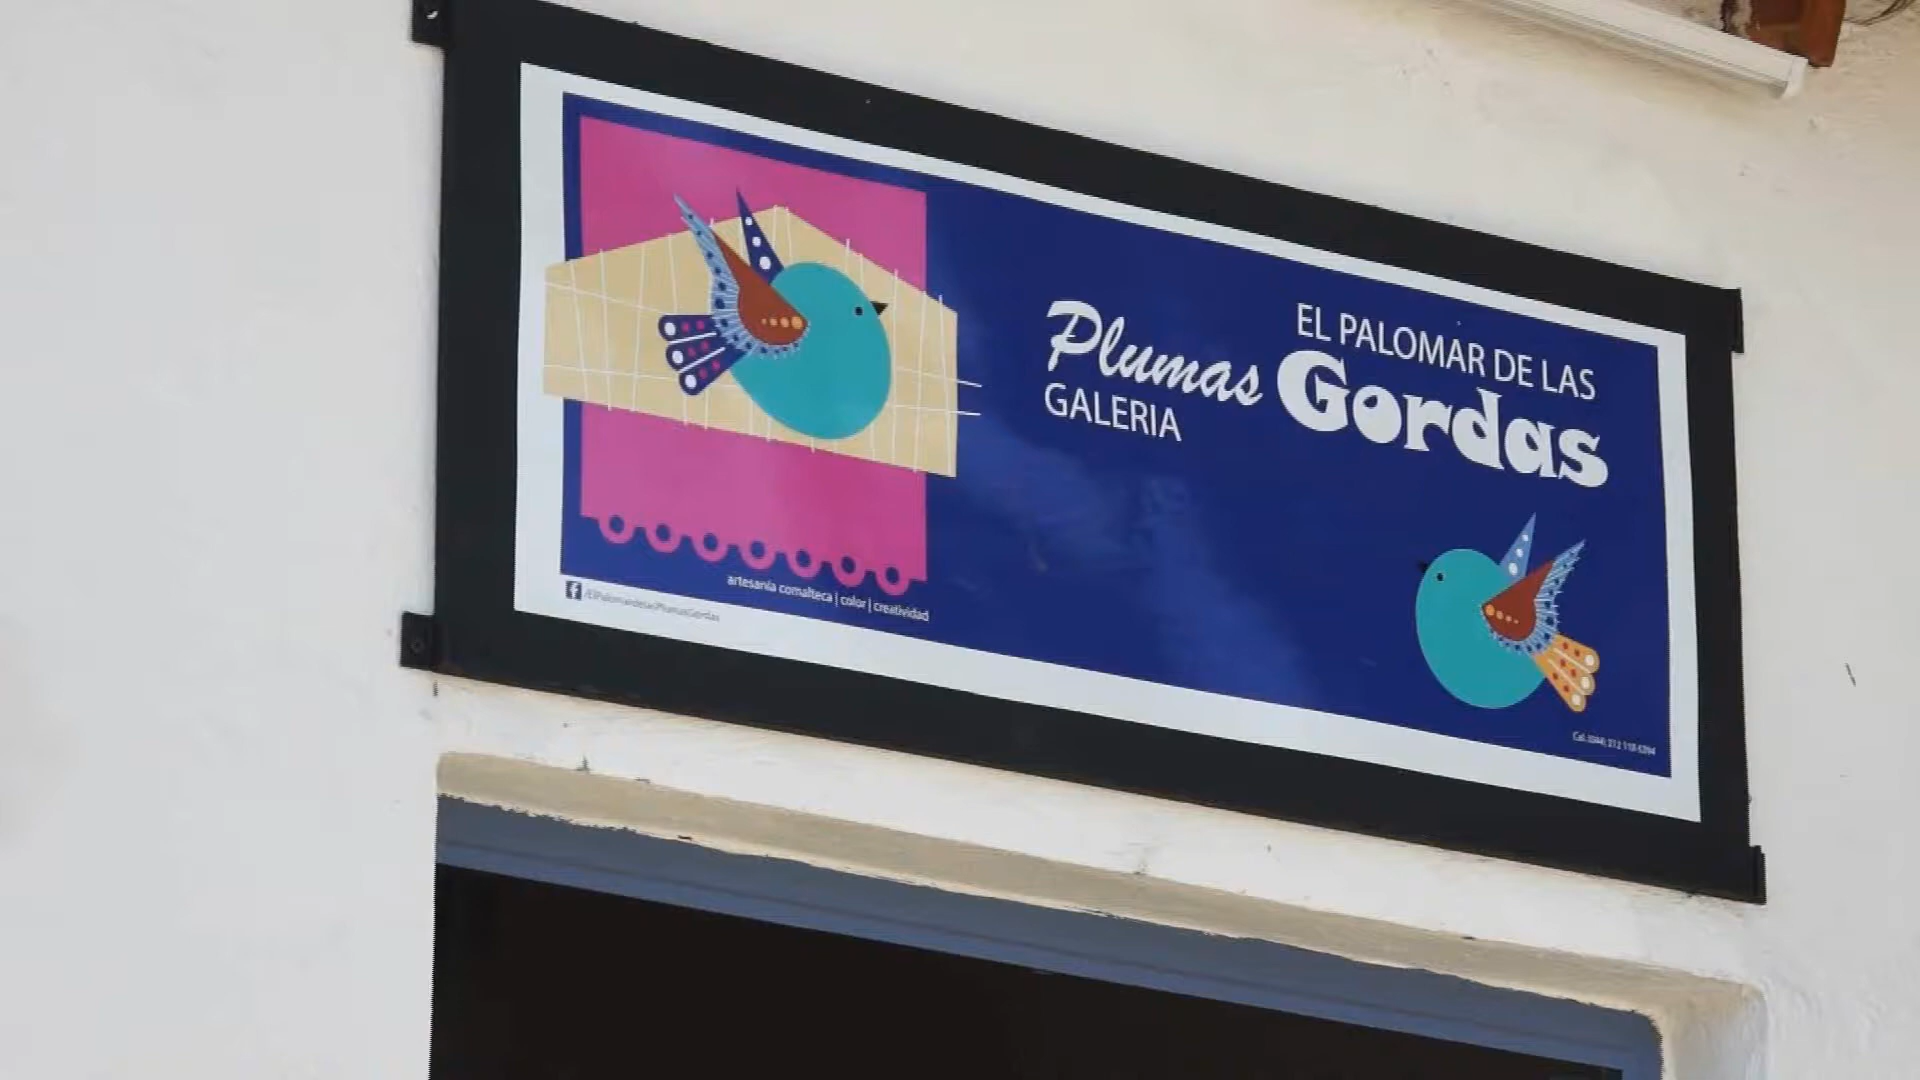 EL PALOMAR DE LAS
Plumas Gordas
GALERIA
artesanía comalteca | color | creatividad